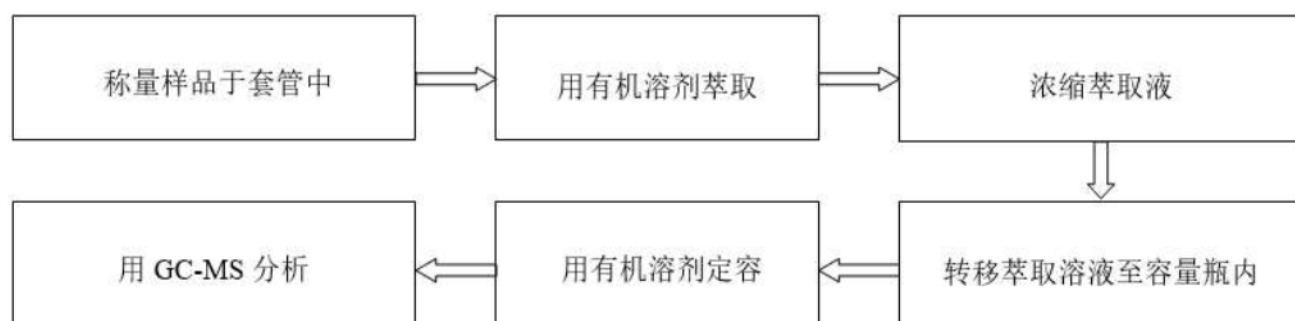 称量样品于套管中
用有机溶剂萃取
浓缩萃取液
转移萃取溶液至容量瓶内
用有机溶剂定容
用 GC-MS 分析